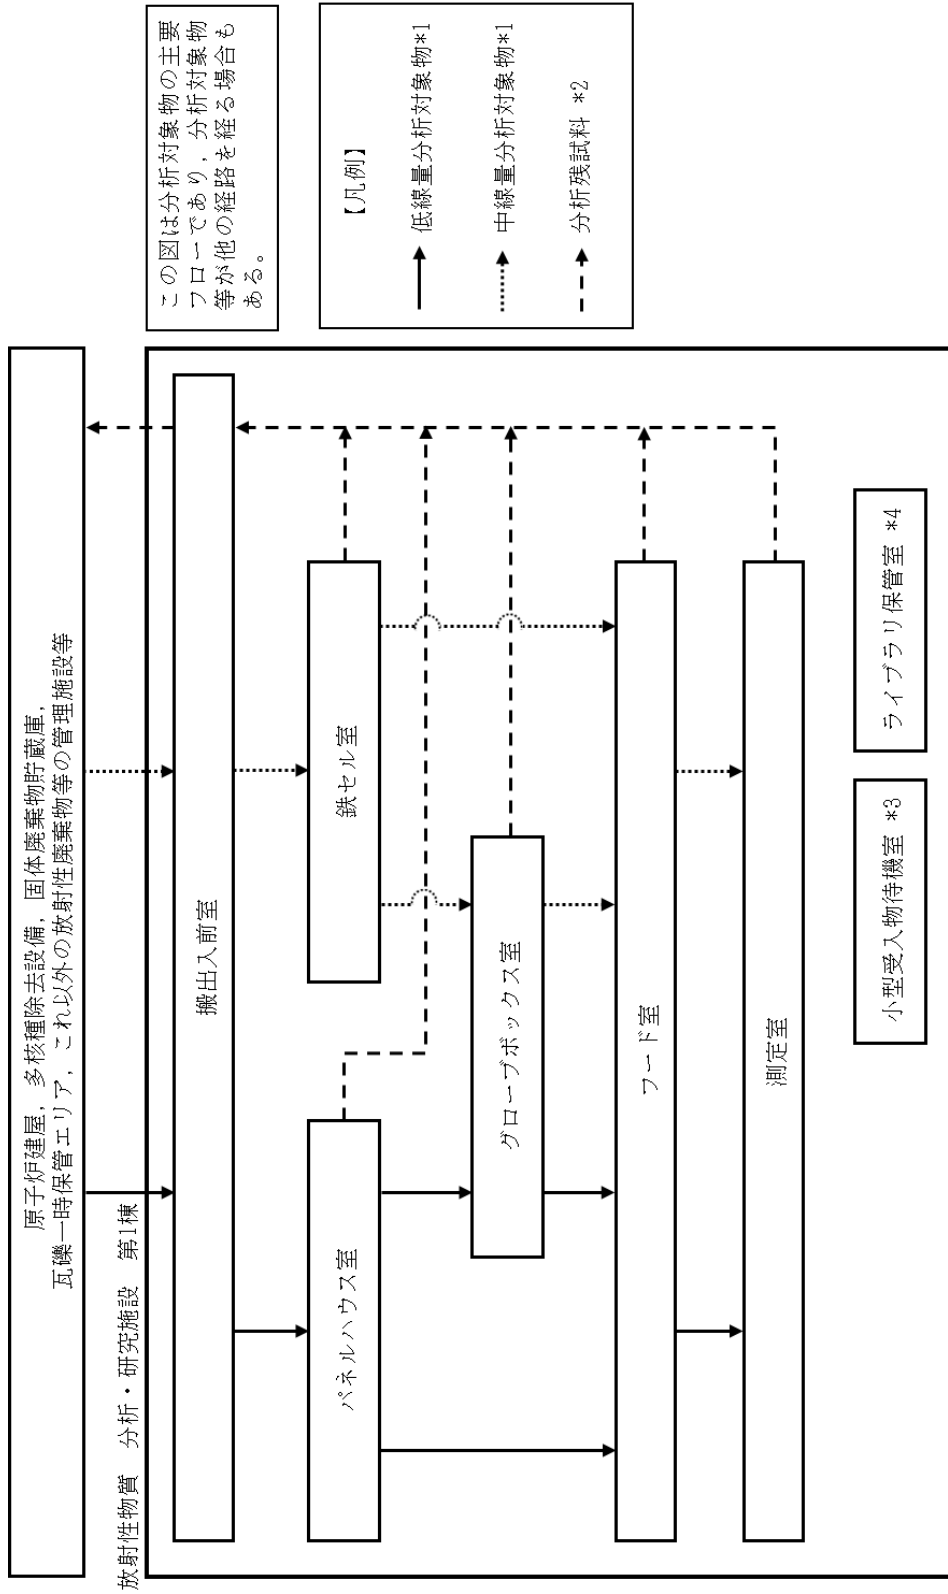 原子炉建屋，多核種除去設備，固体廃棄物貯蔵庫，
瓦礫一時保管エリア，これ以外の放射性廃棄物等の管理施設等
放射性物質　分析・研究施設　第1棟
搬出入前室
パネルハウス室
鉄セル室
グローブボックス室
フード室
測定室
小型受入物待機室 *3
ライブラリ保管室 *4
この図は分析対象物の主要
フローであり，分析対象物
等が他の経路を経る場合も
ある。
【凡例】
低線量分析対象物*1
中線量分析対象物*1
分析残試料 *2